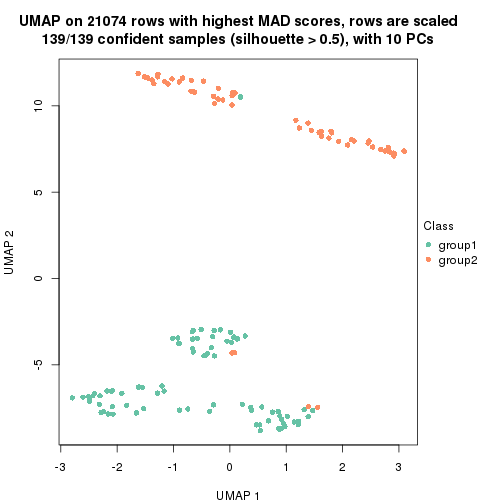 UMAP on 21074 rows with highest MAD scores, rows are scaled
139/139 confident samples (silhouette > 0.5), with 10 PCs
10
5
0
-5
UMAP 2
-3
-2
-1
0
1
2
3
UMAP 1
Class
group1
group2